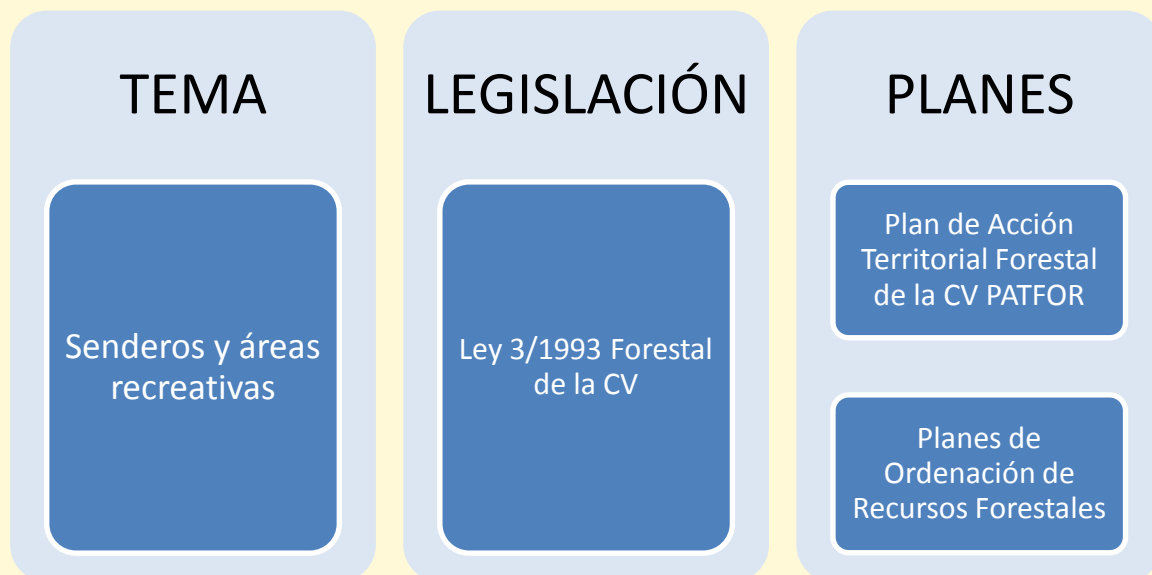 TEMA
Senderos y áreas
recreativas
LEGISLACIÓN
Ley 3/1993 Forestal
de la CV
PLANES
Plan de Acción
Territorial Forestal
de la CV PATFOR
Planes de
Ordenación de
Recursos Forestales